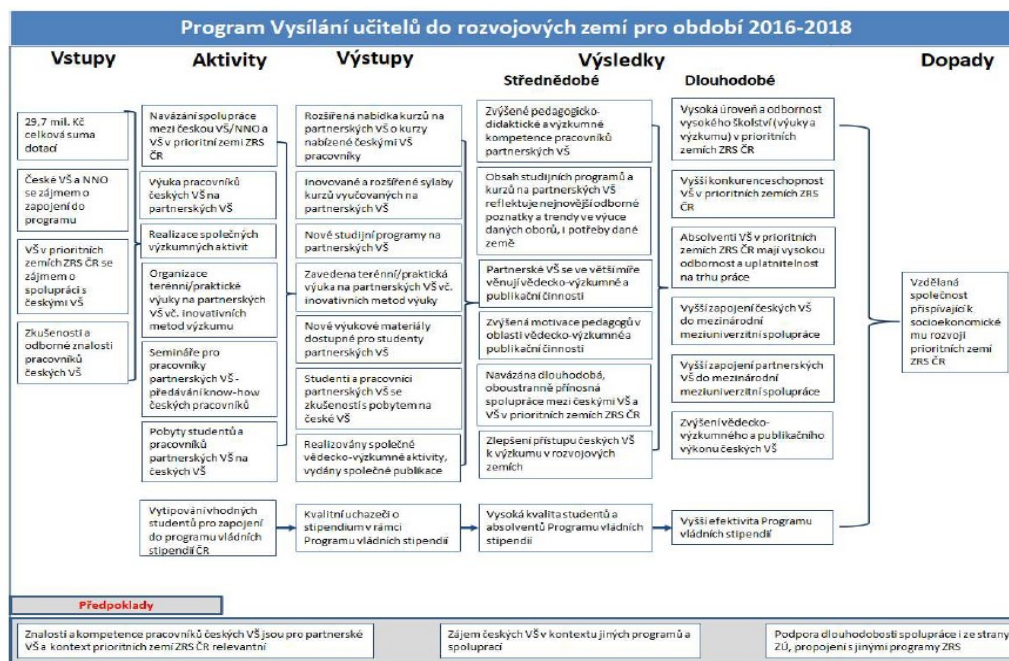 Program Vysílání učitelů do rozvojových zemí pro období 2016-2018
Vstupy
Aktivity
Výstupy
Výsledky
Dopady
Střednědobé
Dlouhodobé
29,7 mil. Kč
celková suma
dotací
České VŠ a NNO
se zájmem o
zapojení do
programu
VŠ v prioritních
zemích ZRS ČR se
zájmem o
spolupráci s
českými VŠ
Zkušenosti a
odborné znalosti
pracovníků
českých VŠ
Navázání spolupráce
mezi českou VŠ/NNO a
VŠ v prioritní zemi ZRS
ČR
Výuka pracovníků
českých VŠ na
partnerských VŠ
Realizace společných
výzkumných aktivit
Organizace
terénní/praktické
výuky na partnerských
VŠ vč. inovativních
metod výzkumu
Semináře pro
pracovníky
partnerských VŠ -
předávání know-how
českých pracovníků
Pobyty studentů a
pracovníků
partnerských VŠ na
českých VŠ
Vytipování vhodných
studentů pro zapojení
do programu vládních
stipendií ČR
Rozšířená nabídka kurzů na
partnerských VŠ o kurzy
nabízené českými VŠ
pracovníky
Inovované a rozšířené sylaby
kurzů vyučovaných na
partnerských VŠ
Nové studijní programy na
partnerských VŠ
Zavedena terénní/praktická
výuka na partnerských VŠ vč.
inovativních metod výuky
Nové výukové materiály
dostupné pro studenty
partnerských VŠ
Studenti a pracovníci
partnerských VŠ se
zkušeností s pobytem na
české VŠ
Realizovány společné
vědecko-výzkumné aktivity,
vydány společné publikace
Kvalitní uchazeči o
stipendium v rámci
Programu vládních stipendií
Zvýšené pedagogicko-
didaktické a výzkumné
kompetence pracovníků
partnerských VŠ
Obsah studijních programů a
kurzů na partnerských VŠ
reflektuje nejnovější odborné
poznatky a trendy ve výuce
daných oborů, i potřeby dané
země
Partnerské VŠ se ve větší míře
věnují vědecko-výzkumné a
publikační činnosti
Zvýšená motivace pedagogů v
oblasti vědecko-výzkumné a
publikační činnosti
Navázána dlouhodobá,
oboustranně přínosná
spolupráce mezi českými VŠ a
VŠ v prioritních zemích ZRS ČR
Zlepšení přístupu českých VŠ
k výzkumu v rozvojových
zemích
Vysoká kvalita studentů a
absolventů Programu vládních
stipendií
Vysoká úroveň a odbornost
vysokého školství (výuky a
výzkumu) v prioritních
zemích ZRS ČR
Vyšší konkurenceschopnost
VŠ v prioritních zemích ZRS
ČR
Absolventi VŠ v prioritních
zemích ZRS ČR mají vysokou
odbornost a uplatnitelnost
na trhu práce
Vyšší zapojení českých VŠ
do mezinárodní
meziuniverzitní spolupráce
Vyšší zapojení partnerských
VŠ do mezinárodní
meziuniverzitní spolupráce
Zvýšení vědecko-
výzkumného a publikačního
výkonu českých VŠ
Vyšší efektivita Programu
vládních stipendií
Vzdělaná
společnost
přispívající k
socioekonomické
mu rozvoji
prioritních zemí
ZRS ČR
Předpoklady
Znalosti a kompetence pracovníků českých VŠ jsou pro partnerské
VŠ a kontext prioritních zemí ZRS ČR relevantní
Zájem českých VŠ v kontextu jiných programů a
spoluprací
Podpora dlouhodobosti spolupráce i ze strany
ZÚ, propojení s jinými programy ZRS